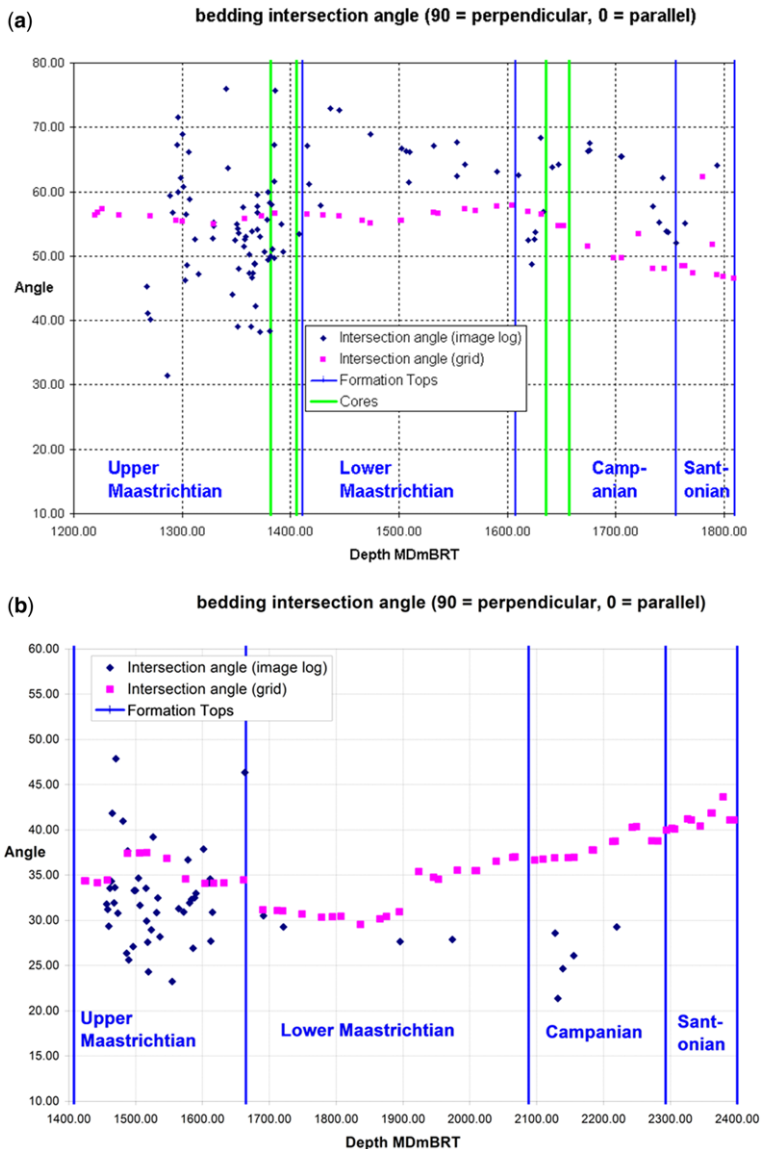 (a)
bedding intersection angle (90 = perpendicular, 0 = parallel)
80.00
70.00
60.00
50.00
Angle
40.00
30.00
20.00
10.00
Intersection angle (image log)
Intersection angle (grid)
Formation Tops
Cores
Upper
Maastrichtian
Lower
Maastrichtian
Camp-
anian
Sant-
onian
1200.00 1300.00 1400.00 1500.00 1600.00 1700.00 1800.00
Depth MDmBRT
(b)
bedding intersection angle (90 = perpendicular, 0 = parallel)
60.00
55.00
50.00
45.00
40.00
Angle
35.00
30.00
25.00
20.00
15.00
10.00
Intersection angle (image log)
Intersection angle (grid)
Formation Tops
Upper
Maastrichtian
Lower Maastrichtian
Campanian
Sant-
onian
1400.00 1500.00 1600.00 1700.00 1800.00 1900.00 2000.00 2100.00 2200.00 2300.00 2400.00
Depth MDmBRT